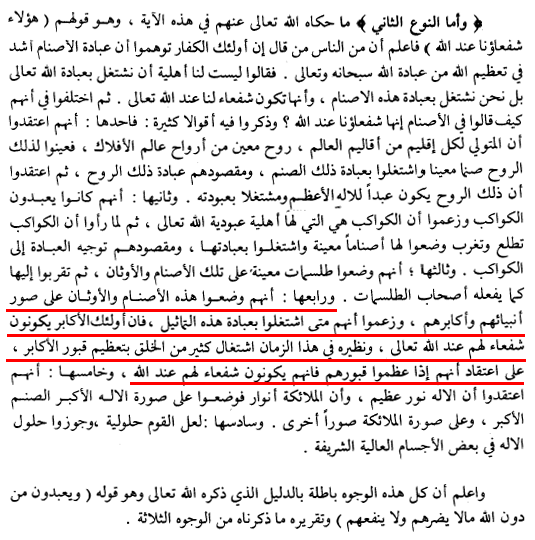 ﴿ وأما النوع الثاني ﴾ ما حكاه الله تعالى عنهم في هذه الآية ، وهو قولهم ( هؤلاء
شفعاؤنا عند الله ) فاعلم أن من الناس من قال إن أولئك الكفار توهموا أن عبادة الأصنام أشد
في تعظيم الله من عبادة الله سبحانه وتعالى . فقالوا ليست لنا أهلية أن نشتغل بعبادة الله تعالى
بل نحن نشتغل بعبادة هذه الاصنام ، وأنها تكون شفعاء لنا عند الله تعالى . ثم اختلفوا في أنهم
كيف قالوا في الأصنام إنها شفعاؤنا عند الله ؟ وذكروا فيه أقوالا كثيرة : فاحدها : أنهم اعتقدوا
أن المتولي لكل إقليم من أقاليم العالم ، روح معين من أرواح عالم الأفلاك ، فعينوا لذلك
الروح صنما معينا واشتغلوا بعبادة ذلك الصنم ، ومقصودهم عبادة ذلك الروح ، ثم اعتقدوا
أن ذلك الروح يكون عبداً للاله الأعظم ومشتغلا بعبودته . وثانيها : أنهم كانوا يعبدون
الكواكب وزعموا أن الكواكب هي التي لها أهلية عبودية الله تعالى ، ثم لما رأوا أن الكواكب
تطلع وتغرب وضعوا لها أصناماً معينة واشتغلوا بعبادتها ، ومقصودهم توجيه العبادة إلى
الكواكب . وثالثها ؛ أنهم وضعوا طلسمات معينة على تلك الأصنام والأوثان ، ثم تقربوا إليها
كما يفعله أصحاب الطلسمات . ورابعها : أنهم وضعوا هذه الأصنام والأوثان على صور
أنبيائهم وأكابرهم ، وزعموا أنهم متى اشتغلوا بعبادة هذه التماثيل ، فان أولئك الأكابر يكونون
شفعاء لهم عند الله تعالى ، ونظيره في هذا الزمان اشتغال كثير من الخلق بتعظيم قبور الأكابر ،
على اعتقاد أنهم إذا عظموا قبورهم فانهم يكونون شفعاء لهم عند الله ، وخامسها : أنهم
اعتقدوا أن الاله نور عظيم ، وأن الملائكة أنوار فوضعوا على صورة الاله الأكبر الصنم
الأكبر ، وعلى صورة الملائكة صوراً أخرى . وسادسها : لعل القوم حلولية ، وجوزوا حلول
الاله في بعض الأجسام العالية الشريفة .
واعلم أن كل هذه الوجوه باطلة بالدليل الذي ذكره الله تعالى وهو قوله ( ويعبدون من
دون الله مالا يضرهم ولا ينفعهم ) وتقريره ما ذكرناه من الوجوه الثلاثة .